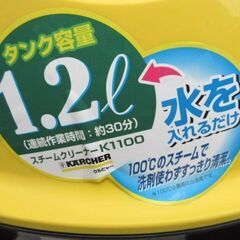 タンク容量
1.2ℓ
(連続作業時間:約30分)
スチームクリーナーK1100
KÄRCHER
水を
入れるだけ
100℃のスチームで
洗剤使わずすっきり清潔。